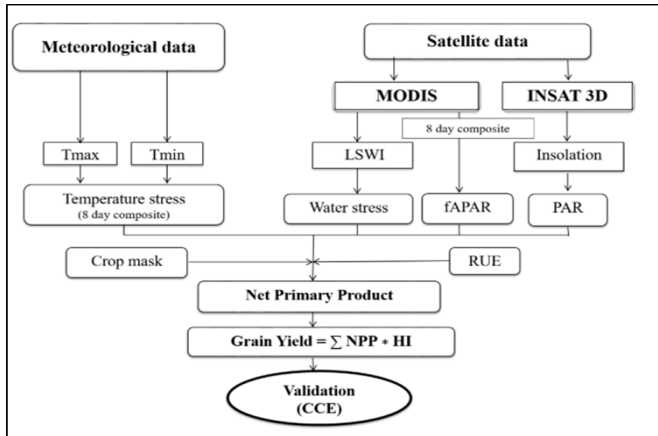 Meteorological data
Satellite data
MODIS
INSAT 3D
8 day composite
Tmax
Tmin
LSWI
Insolation
Temperature stress
(8 day composite)
Water stress
fAPAR
PAR
Crop mask
RUE
Net Primary Product
Grain Yield = ∑ NPP * HI
Validation
(CCE)